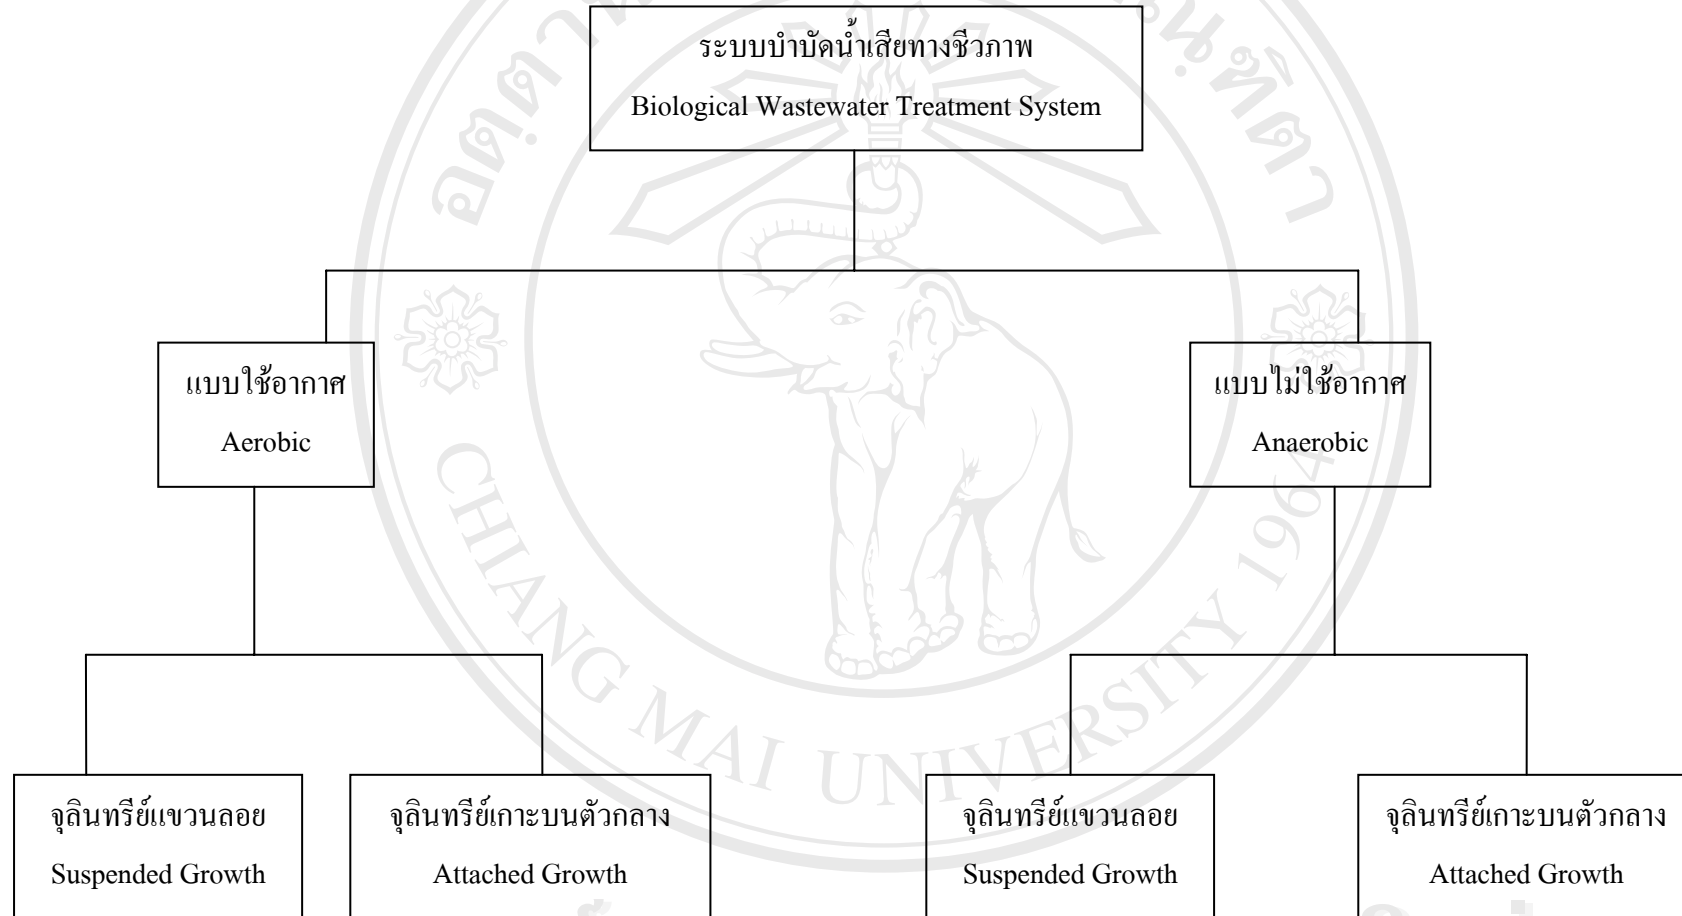 ระบบบำบัดน้ำเสียทางชีวภาพ
Biological Wastewater Treatment System
แบบใช้อากาศ
Aerobic
แบบไม่ใช้อากาศ
Anaerobic
จุลินทรีย์แขวนลอย
Suspended Growth
จุลินทรีย์เกาะบนตัวกลาง
Attached Growth
จุลินทรีย์แขวนลอย
Suspended Growth
จุลินทรีย์เกาะบนตัวกลาง
Attached Growth
CHIANG MAI UNIVERSITY 1964